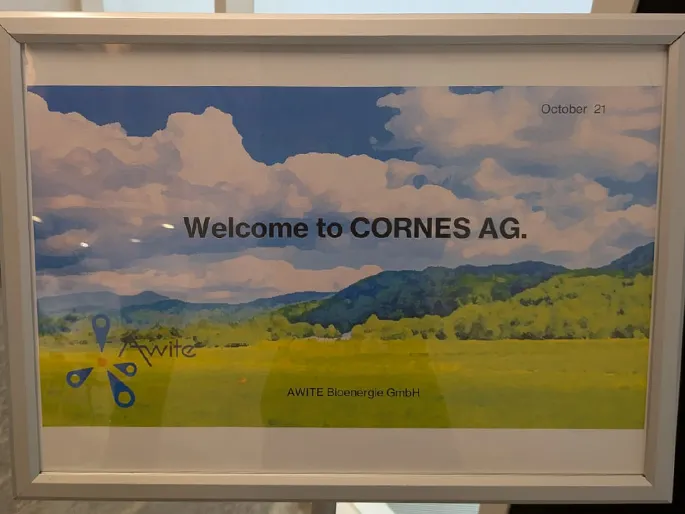 October 21
Welcome to CORNES AG.
Awite
AWITE Bioenergie GmbH